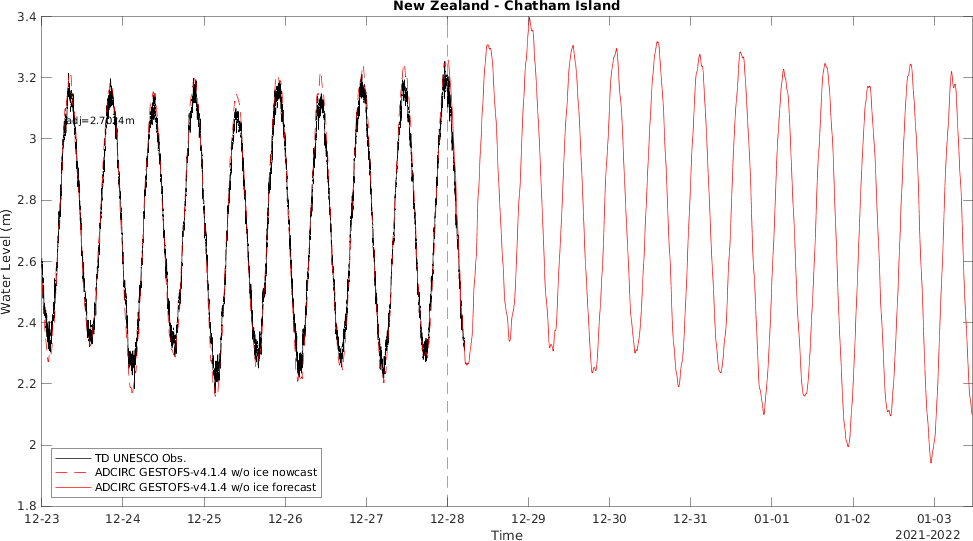 New Zealand - Chatham Island
3.4
3.2
3
2.8
2.6
2.4
2.2
2
1.8
Water Level (m)
adj=2.7024m
TD UNESCO Obs.
ADCIRC GESTOFS-v4.1.4 w/o ice nowcast
ADCIRC GESTOFS-v4.1.4 w/o ice forecast
12-23 12-24 12-25 12-26 12-27 12-28 12-29 12-30 12-31 01-01 01-02 01-03
Time
2021-2022